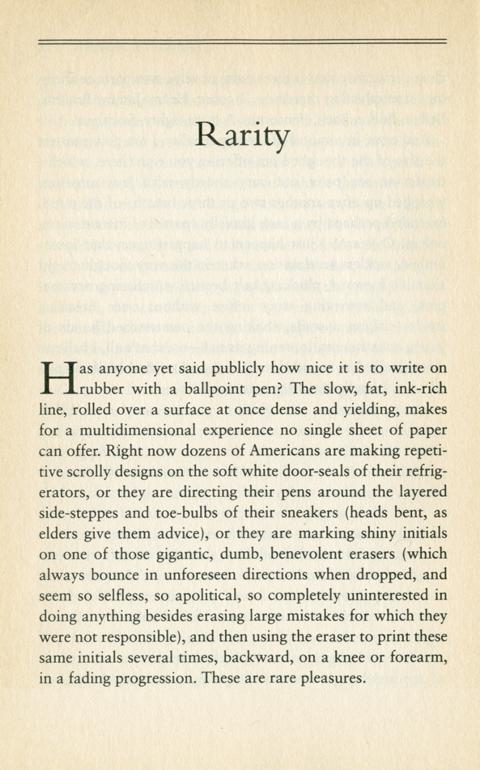 Rarity
Has anyone yet said publicly how nice it is to write on
rubber with a ballpoint pen? The slow, fat, ink-rich
line, rolled over a surface at once dense and yielding, makes
for a multidimensional experience no single sheet of paper
can offer. Right now dozens of Americans are making repeti-
tive scrolly designs on the soft white door-seals of their refrig-
erators, or they are directing their pens around the layered
side-steppes and toe-bulbs of their sneakers (heads bent, as
elders give them advice), or they are marking shiny initials
on one of those gigantic, dumb, benevolent erasers (which
always bounce in unforeseen directions when dropped, and
seem so selfless, so apolitical, so completely uninterested in
doing anything besides erasing large mistakes for which they
were not responsible), and then using the eraser to print these
same initials several times, backward, on a knee or forearm,
in a fading progression. These are rare pleasures.